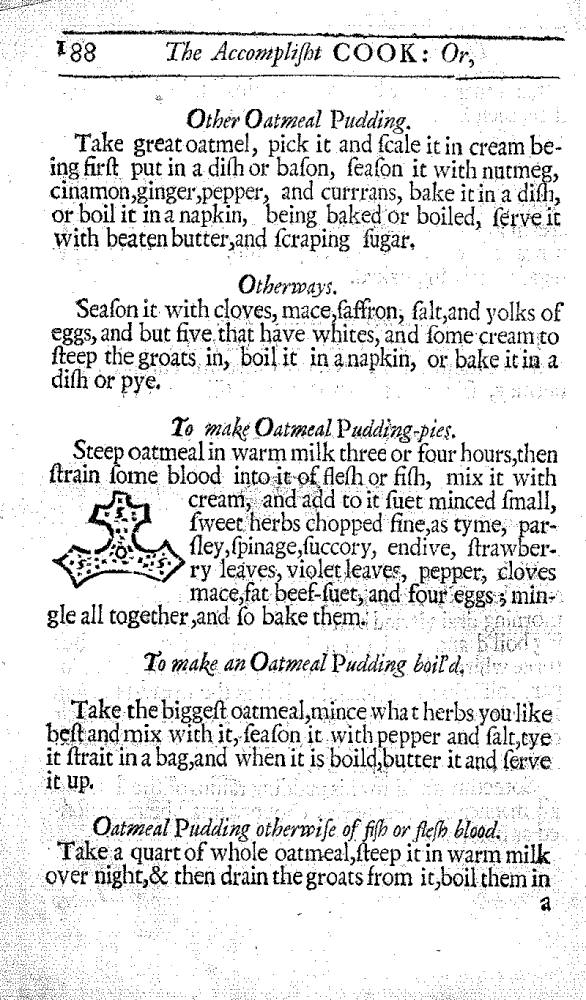 188 The Accompliſht COOK: Or,
Other Oatmeal Pudding.
Take great oatmel, pick it and ſcale it in cream be-
ing firſt put in a diſh or baſon, ſeaſon it with nutmeg,
cinamon,ginger,pepper, and currrans, bake it in a diſh,
or boil it in a napkin, being baked or boiled, ſerve it
with beaten butter,and ſcraping ſugar.
Otherways.
Seaſon it with cloves, mace,ſaffron, ſalt,and yolks of
eggs, and but five that have whites, and ſome cream to
ſteep the groats in, boil it in a napkin, or bake it in a
diſh or pye.
To make Oatmeal Pudding-pies.
Steep oatmeal in warm milk three or four hours,then
ſtrain ſome blood into it of fleſh or fiſh, mix it with
cream, and add to it ſuet minced ſmall,
ſweet herbs chopped fine,as tyme, par-
ſley,ſpinage,ſuccory, endive, ſtrawber-
ry leaves, violet leaves, pepper, cloves
mace,fat beef-ſuet, and four eggs ; min-
gle all together,and ſo bake them.
To make an Oatmeal Pudding boil'd.
Take the biggeſt oatmeal,mince what herbs you like
beſt and mix with it, ſeaſon it with pepper and ſalt,tye
it ſtrait in a bag,and when it is boild,butter it and ſerve
it up.
Oatmeal Pudding otherwiſe of fiſh or fleſh blood.
Take a quart of whole oatmeal,ſteep it in warm milk
over night,& then drain the groats from it,boil them in
a